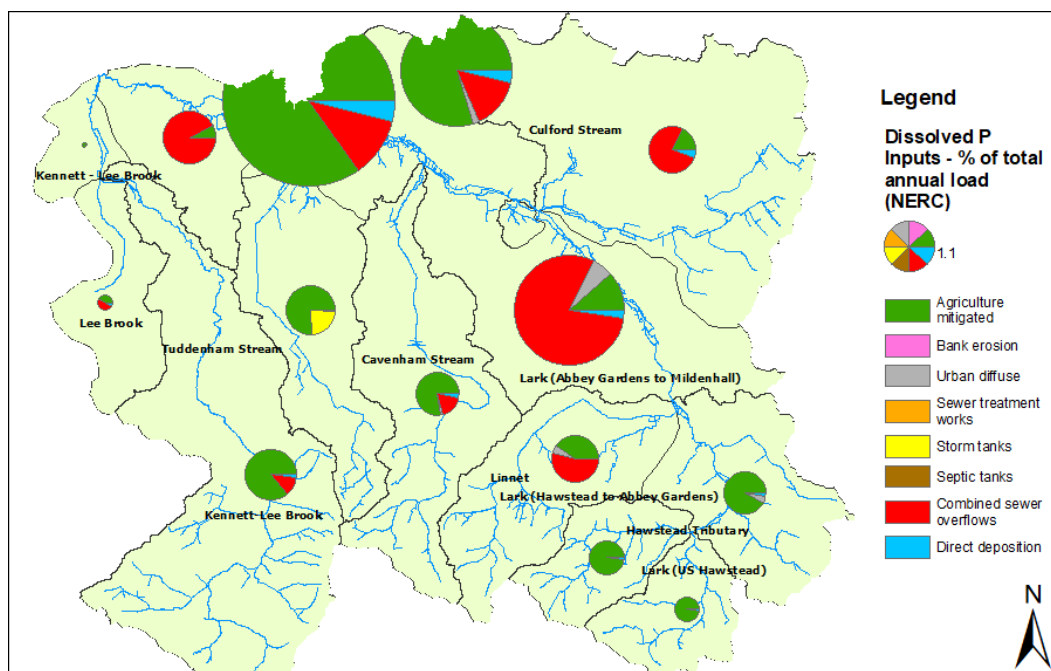 Culford Stream
Kennett - Lee Brook
Lee Brook
Tuddenham Stream
Cavenham Stream
Lark (Abbey Gardens to Mildenhall)
Linnet
Lark (Hawstead to Abbey Gardens)
Kennett-Lee Brook
Hawstead Tributary
Lark (US Hawstead)
Legend
Dissolved P
Inputs - % of total
annual load
(NERC)
1.1
Agriculture
mitigated
Bank erosion
Urban diffuse
Sewer treatment
works
Storm tanks
Septic tanks
Combined sewer
overflows
Direct deposition
N